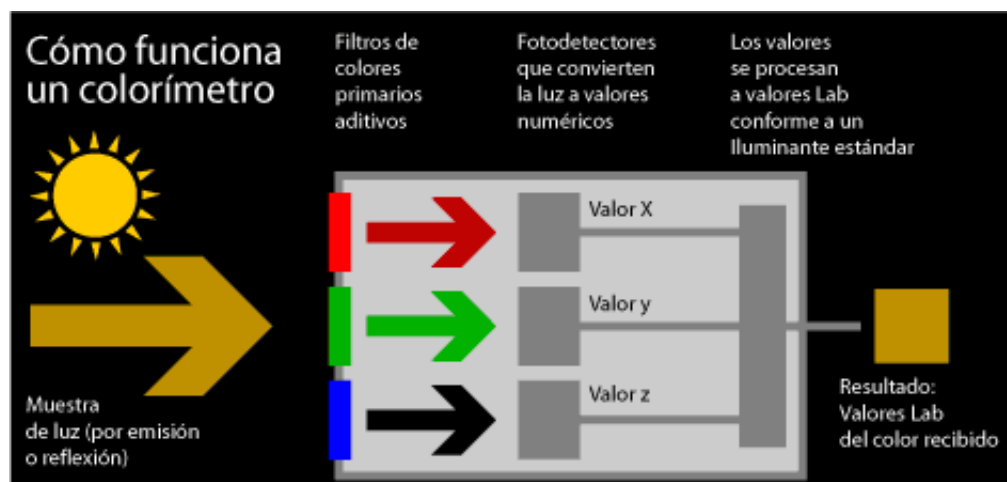 Cómo funciona
un colorímetro
Filtros de
colores
primarios
aditivos
Fotodetectores
que convierten
la luz a valores
numéricos
Los valores
se procesan
a valores Lab
conforme a un
Iluminante estándar
Valor X
Valor y
Valor z
Muestra
de luz (por emisión
o reflexión)
Resultado:
Valores Lab
del color recibido